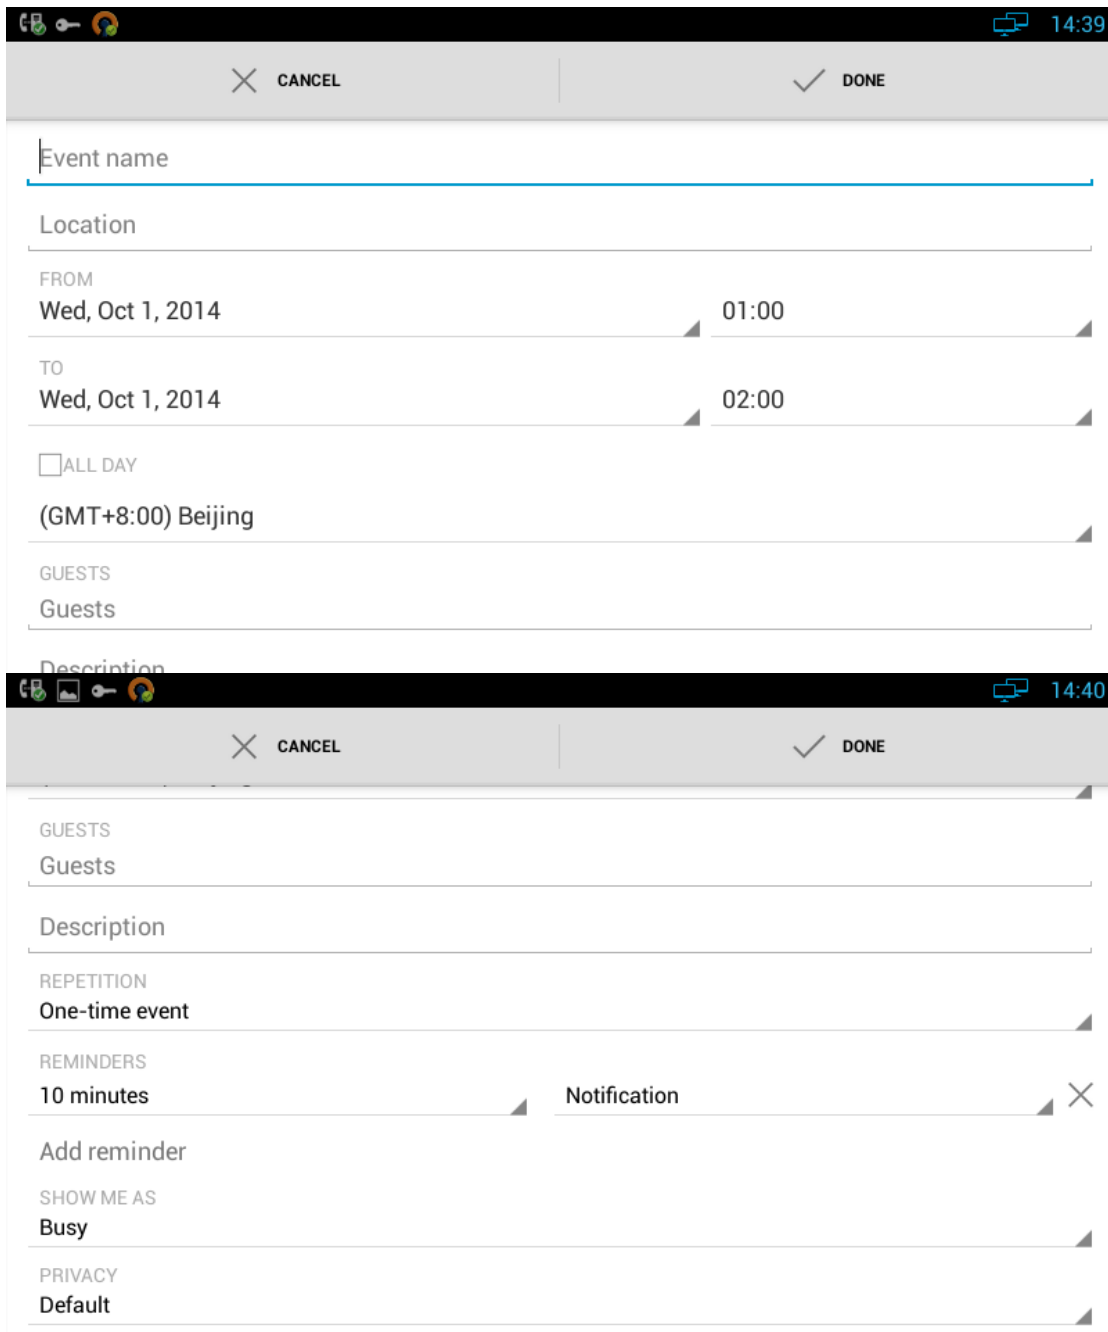 14:39
CANCEL
DONE
Event name
Location
FROM
Wed, Oct 1, 2014 01:00
TO
Wed, Oct 1, 2014 02:00
ALL DAY
(GMT+8:00) Beijing
GUESTS
Guests
Description
14:40
CANCEL
DONE
GUESTS
Guests
Description
REPETITION
One-time event
REMINDERS
10 minutes Notification
Add reminder
SHOW ME AS
Busy
PRIVACY
Default